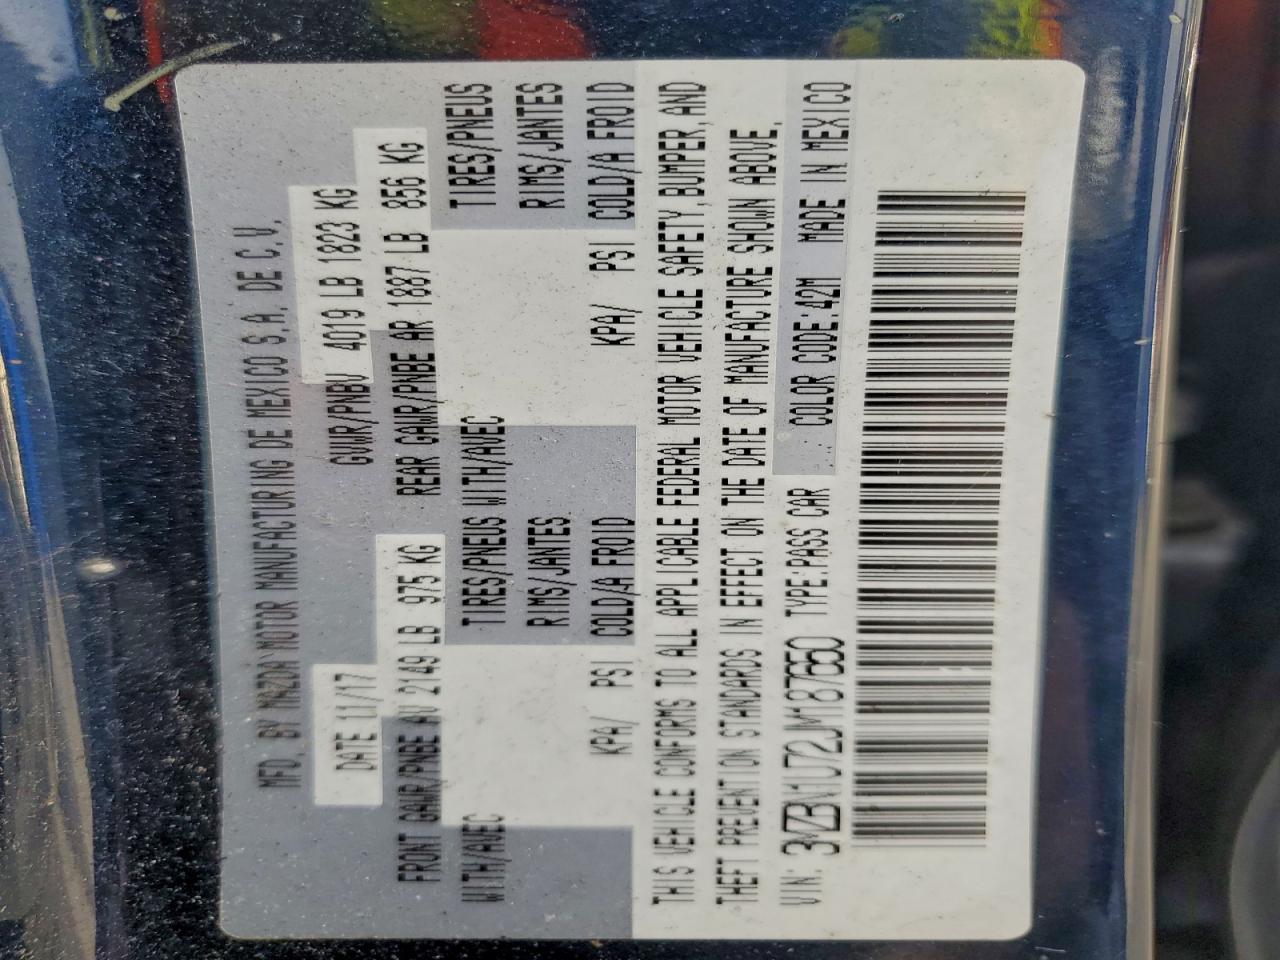 MFD. BY MAZDA MOTOR MANUFACTURING DE MEXICO S.A. DE C.V.
DATE 11/17 GVWR/PNBV 4019 LB 1823 KG
FRONT GAWR/PNBE AV 2149 LB 975 KG REAR GAWR/PNBE AR 1887 LB 856 KG
WITH/AVEC TIRES/PNEUS WITH/AVEC TIRES/PNEUS
RIMS/JANTES RIMS/JANTES
KPA/ PSI COLD/A FROID KPA/ PSI COLD/A FROID
THIS VEHICLE CONFORMS TO ALL APPLICABLE FEDERAL MOTOR VEHICLE SAFETY, BUMPER, AND
THEFT PREVENTION STANDARDS IN EFFECT ON THE DATE OF MANUFACTURE SHOWN ABOVE.
VIN: 3MZBN1U72JM187650 TYPE:PASS CAR COLOR CODE:42M MADE IN MEXICO